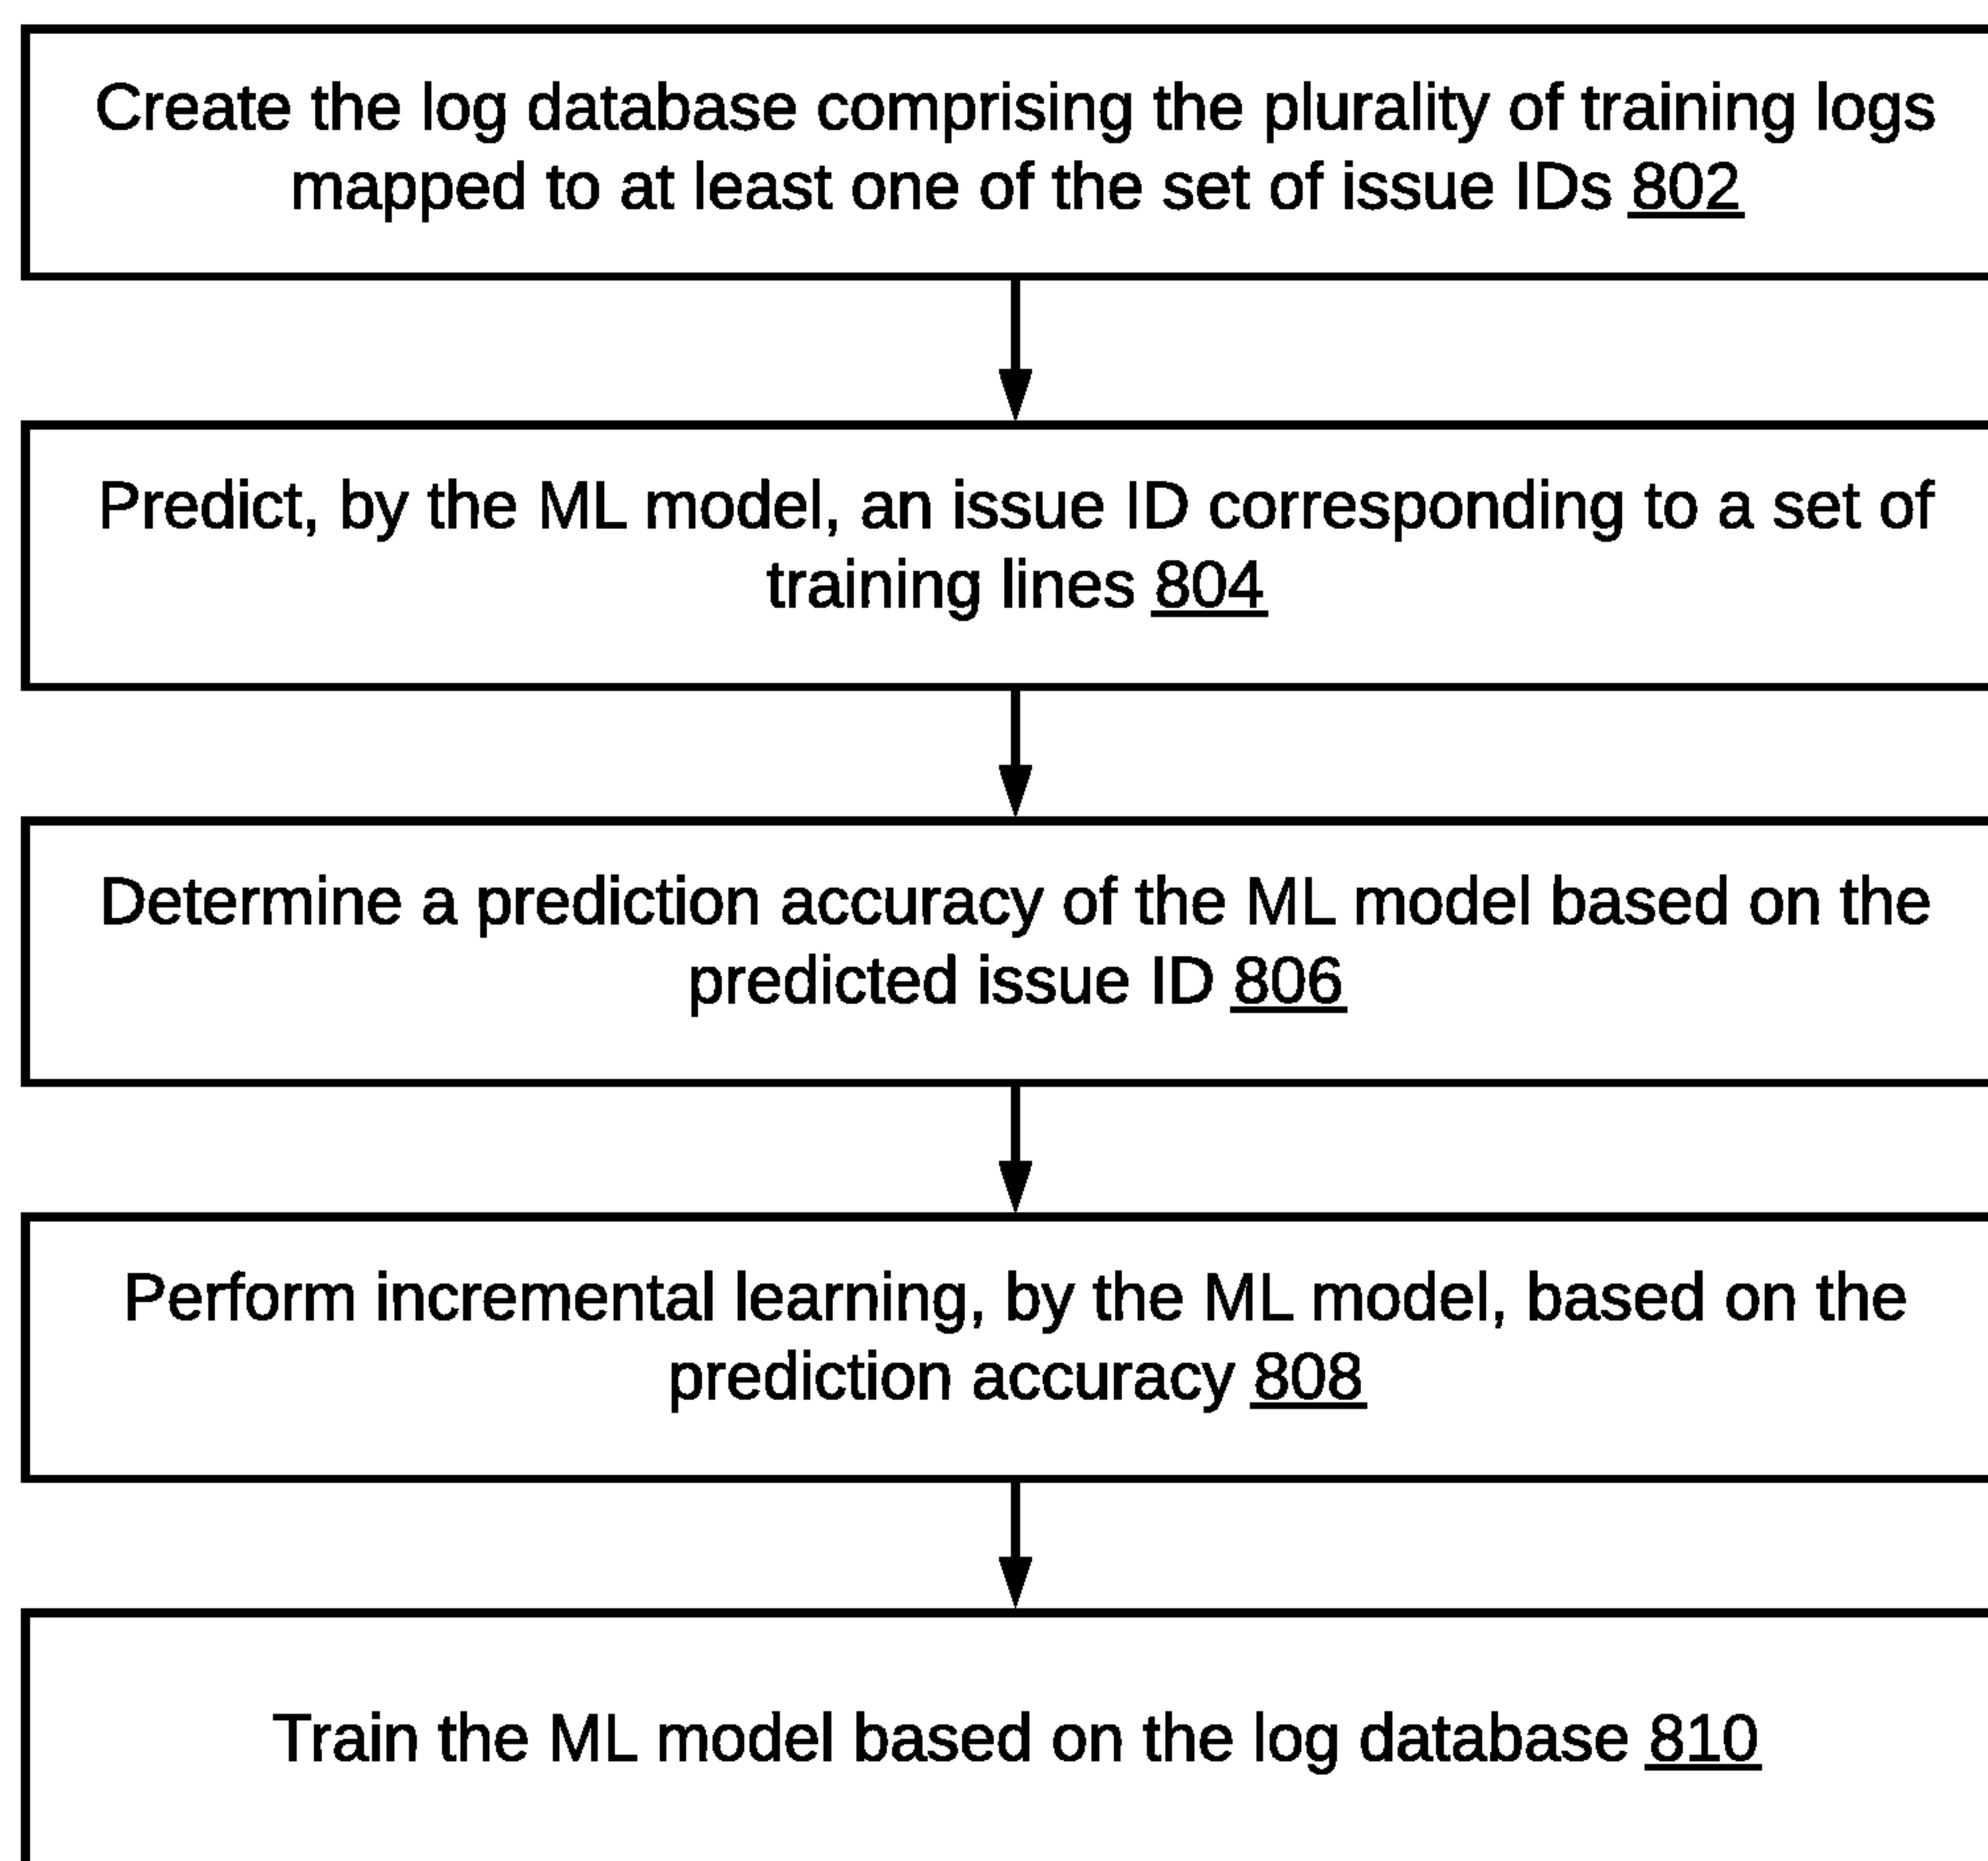 Create the log database comprising the plurality of training logs
mapped to at least one of the set of issue IDs 802
Predict, by the ML model, an issue ID corresponding to a set of
training lines 804
Determine a prediction accuracy of the ML model based on the
predicted issue ID 806
Perform incremental learning, by the ML model, based on the
prediction accuracy 808
Train the ML model based on the log database 810